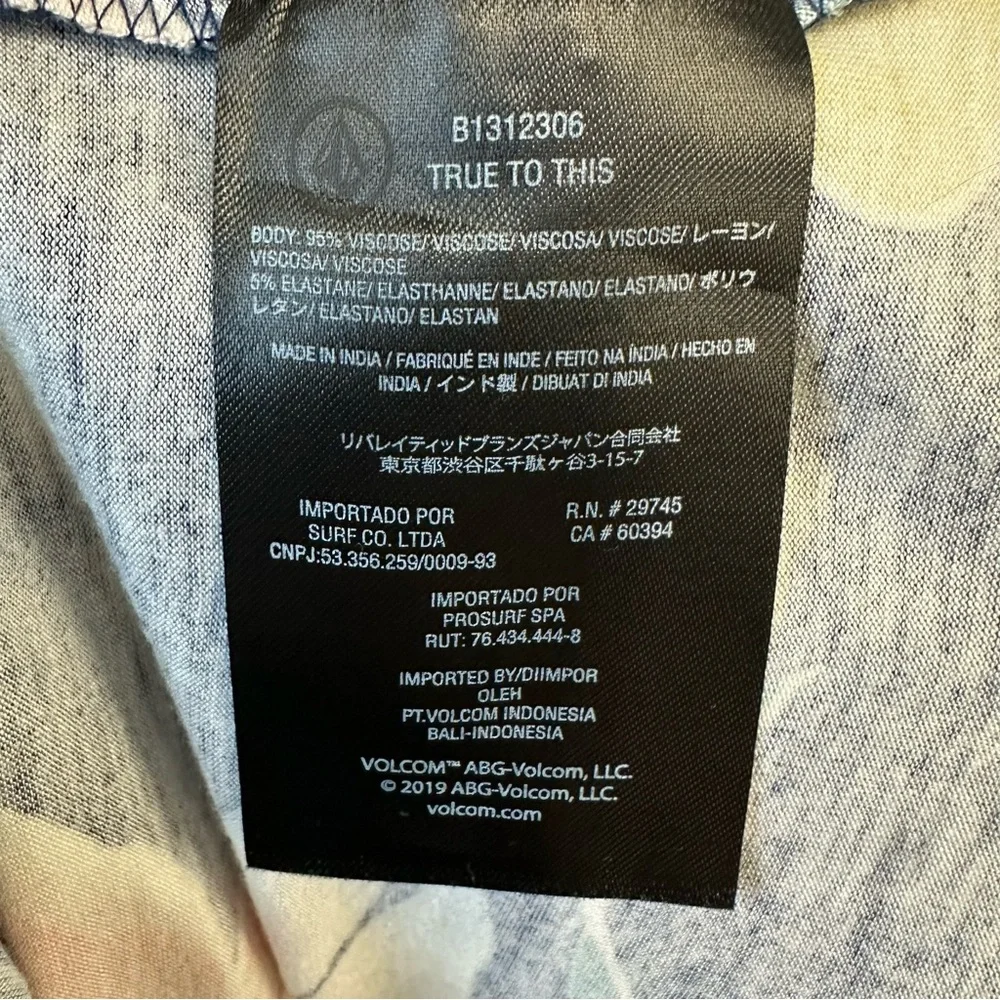 B1312306
TRUE TO THIS
BODY: 95% VISCOSE/ VISCOSE/ VISCOSA/ VISCOSE/ レーヨン/
VISCOSA/ VISCOSE
5% ELASTANE/ ELASTHANNE/ ELASTANO/ ELASTANO/ ポリウ
レタン/ ELASTANO/ ELASTAN
MADE IN INDIA / FABRIQUÉ EN INDE / FEITO NA ÍNDIA / HECHO EN
INDIA / インド製 / DIBUAT DI INDIA
リバレイティッドブランズジャパン合同会社
東京都渋谷区千駄ヶ谷3-15-7
IMPORTADO POR
SURF CO. LTDA
CNPJ:53.356.259/0009-93
R.N. # 29745
CA # 60394
IMPORTADO POR
PROSURF SPA
RUT: 76.434.444-8
IMPORTED BY/DIIMPOR
OLEH
PT.VOLCOM INDONESIA
BALI-INDONESIA
VOLCOM™ ABG-Volcom, LLC.
© 2019 ABG-Volcom, LLC.
volcom.com